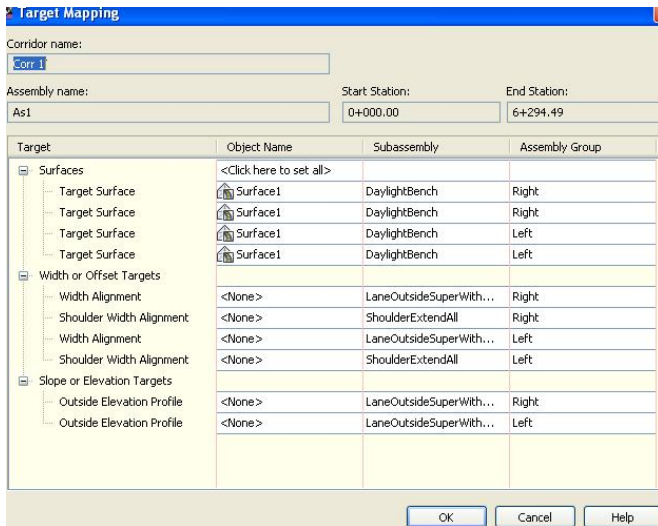 Target Mapping
Corridor name:
Corr 1
Assembly name: Start Station: End Station:
As1 0+000.00 6+294.49
Target Object Name Subassembly Assembly Group
Surfaces <Click here to set all>
Target Surface Surface1 DaylightBench Right
Target Surface Surface1 DaylightBench Right
Target Surface Surface1 DaylightBench Left
Target Surface Surface1 DaylightBench Left
Width or Offset Targets
Width Alignment <None> LaneOutsideSuperWith... Right
Shoulder Width Alignment <None> ShoulderExtendAll Right
Width Alignment <None> LaneOutsideSuperWith... Left
Shoulder Width Alignment <None> ShoulderExtendAll Left
Slope or Elevation Targets
Outside Elevation Profile <None> LaneOutsideSuperWith... Right
Outside Elevation Profile <None> LaneOutsideSuperWith... Left
OK Cancel Help